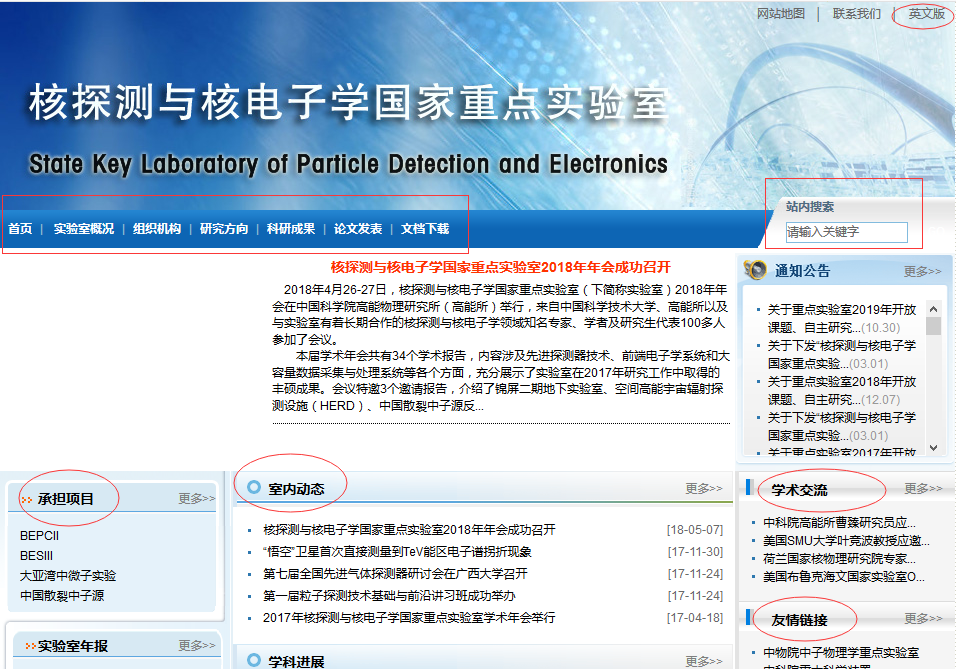 网站地图 | 联系我们 | 英文版
核探测与核电子学国家重点实验室
State Key Laboratory of Particle Detection and Electronics
首页 | 实验室概况 | 组织机构 | 研究方向 | 科研成果 | 论文发表 | 文档下载
站内搜索
请输入关键字
核探测与核电子学国家重点实验室2018年年会成功召开
2018年4月26-27日，核探测与核电子学国家重点实验室（下简称实验室）2018年年
会在中国科学院高能物理研究所（高能所）举行，来自中国科学技术大学、高能所以及
与实验室有着长期合作的核探测与核电子学领域知名专家、学者及研究生代表100多人
参加了会议。
本届学术年会共有34个学术报告，内容涉及先进探测器技术、前端电子学系统和大
容量数据采集与处理系统等各个方面，充分展示了实验室在2017年研究工作中取得的
丰硕成果。会议特邀3个邀请报告，介绍了锦屏二期地下实验室、空间高能宇宙辐射探
测设施（HERD）、中国散裂中子源反...
通知公告 更多>>
关于重点实验室2019年开放
课题、自主研究...(10.30)
关于下发“核探测与核电子学
国家重点实验...(03.01)
关于重点实验室2018年开放
课题、自主研究...(12.07)
关于下发“核探测与核电子学
国家重点实验...(03.01)
关于重点实验室2017年开放
承担项目 更多>>
BEPCII
BESIII
大亚湾中微子实验
中国散裂中子源
实验室年报 更多>>
室内动态 更多>>
核探测与核电子学国家重点实验室2018年年会成功召开 [18-05-07]
“悟空”卫星首次直接测量到TeV能区电子谱拐折现象 [17-11-30]
第七届全国先进气体探测器研讨会在广西大学召开 [17-11-24]
第一届粒子探测技术基础与前沿讲习班成功举办 [17-11-24]
2017年核探测与核电子学国家重点实验室学术年会举行 [17-04-18]
学科进展 更多>>
学术交流 更多>>
中科院高能所曹臻研究员应...
美国SMU大学叶竞波教授应邀...
荷兰国家核物理研究院专家...
美国布鲁克海文国家实验室O...
友情链接 更多>>
中物院中子物理学重点实验室